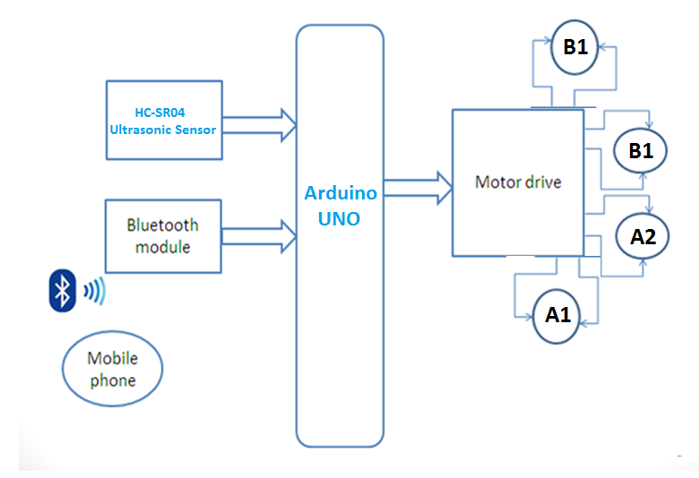 HC-SR04
Ultrasonic Sensor
Bluetooth
module
Mobile
phone
Arduino
UNO
Motor drive
B1
B1
A2
A1